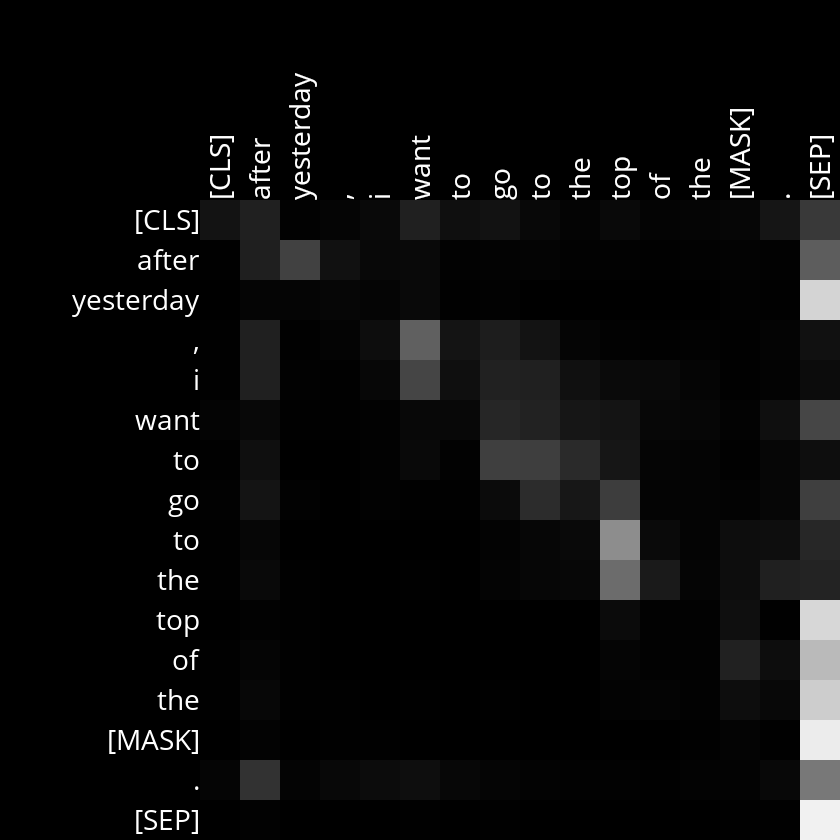 [CLS] after yesterday , i want to go to the top of the [MASK] . [SEP]
[CLS]
after
yesterday
,
i
want
to
go
to
the
top
of
the
[MASK]
.
[SEP]